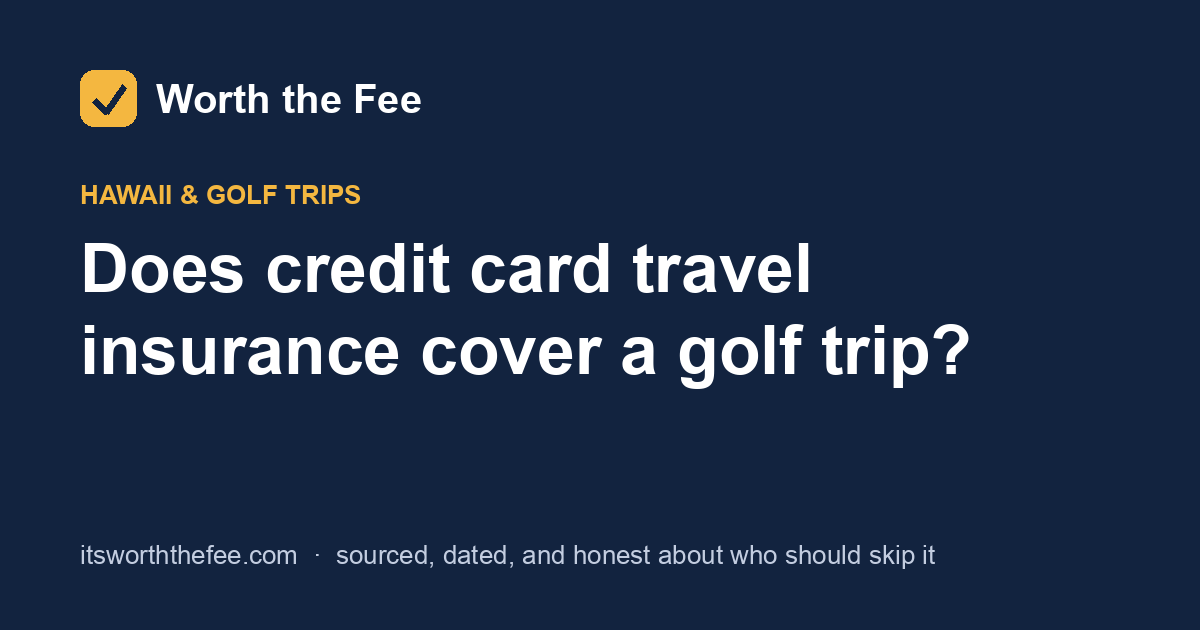 Worth the Fee
HAWAII & GOLF TRIPS
Does credit card travel
insurance cover a golf trip?
itsworththefee.com · sourced, dated, and honest about who should skip it